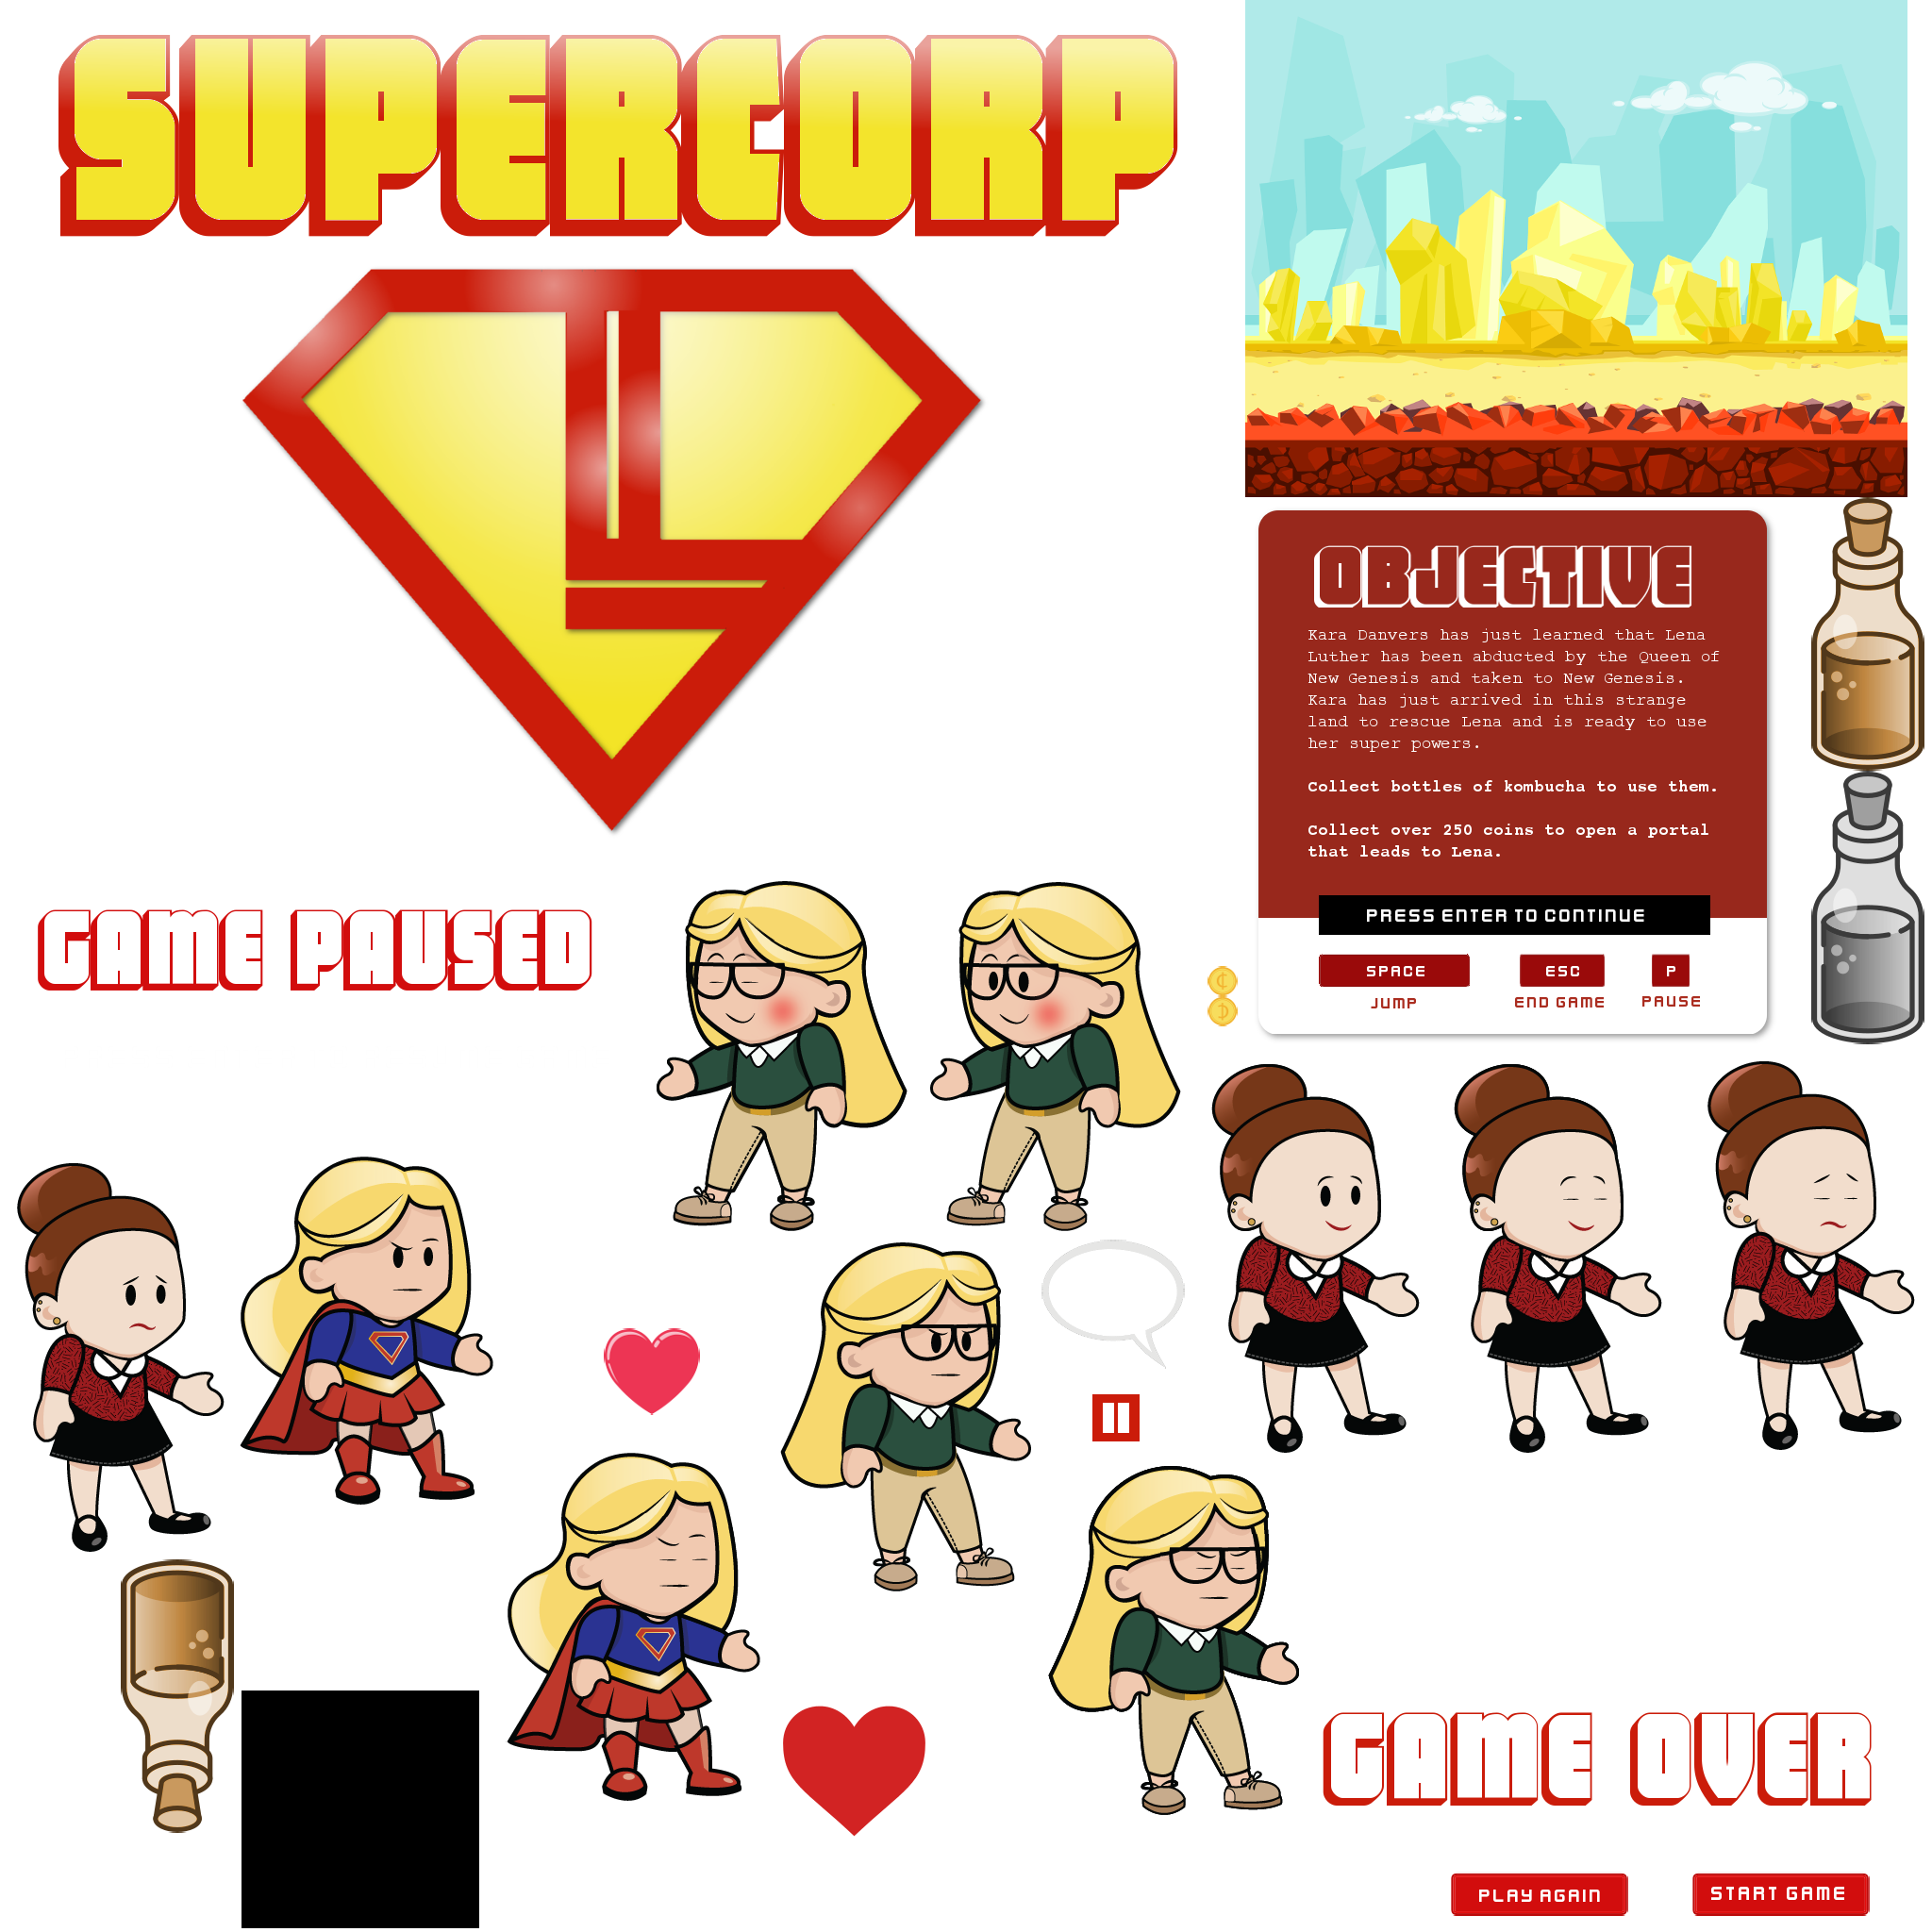 SUPERCORP
L
OBJECTIVE
Kara Danvers has just learned that Lena
Luther has been abducted by the Queen of
New Genesis and taken to New Genesis.
Kara has just arrived in this strange
land to rescue Lena and is ready to use
her super powers.
Collect bottles of kombucha to use them.
Collect over 250 coins to open a portal
that leads to Lena.
PRESS ENTER TO CONTINUE
SPACE
ESC
P
JUMP
END GAME
PAUSE
GAME PAUSED
GAME OVER
PLAY AGAIN
START GAME